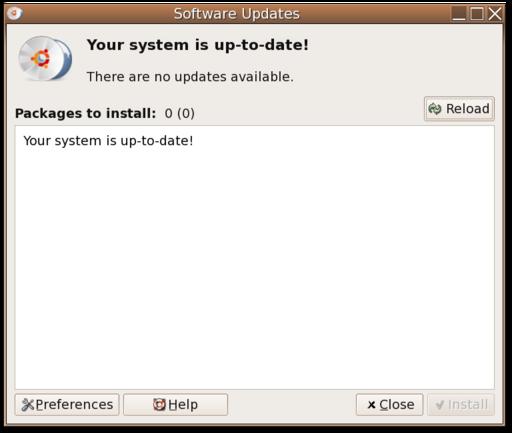 Software Updates
Your system is up-to-date!
There are no updates available.
Packages to install: 0 (0)
Reload
Your system is up-to-date!
Preferences
Help
Close
Install